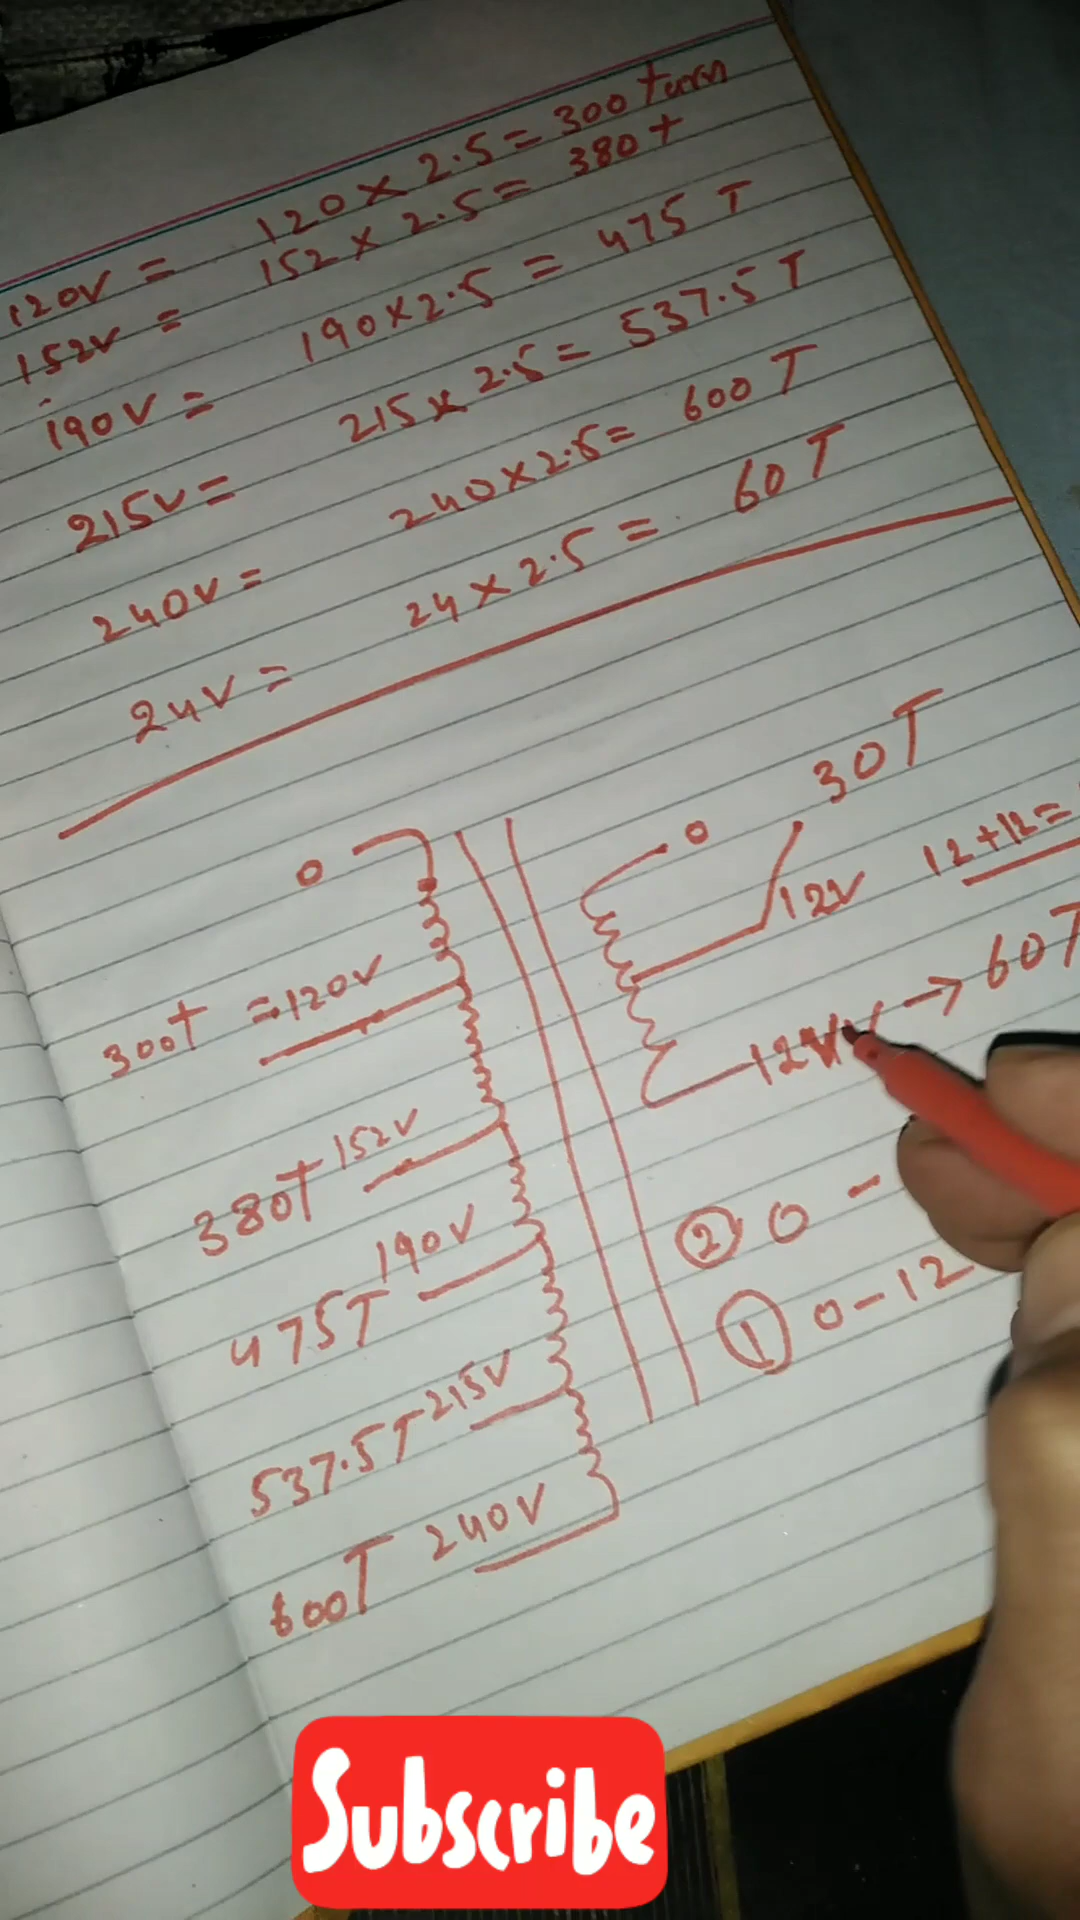 120V = 120 × 2.5 = 300 turn
152V = 152 × 2.5 = 380 t
190V = 190 × 2.5 = 475 T
215V = 215 × 2.5 = 537.5 T
240V = 240 × 2.5 = 600 T
24V = 24 × 2.5 = 60 T
0
300t = 120V
380T 152V
190V
475T
537.5T 215V
600T 240V
30T
0
12V
12+12=
12V → 60T
② 0 -
① 0-12
Subscribe